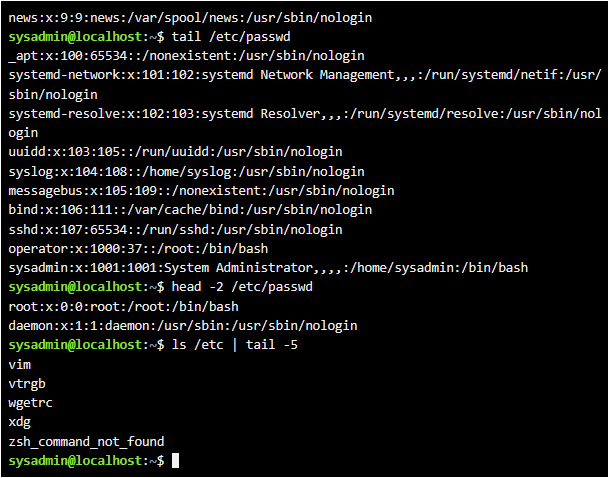 news:x:9:9:news:/var/spool/news:/usr/sbin/nologin
sysadmin@localhost:~$ tail /etc/passwd
_apt:x:100:65534::/nonexistent:/usr/sbin/nologin
systemd-network:x:101:102:systemd Network Management,,,:/run/systemd/netif:/usr/
sbin/nologin
systemd-resolve:x:102:103:systemd Resolver,,,:/run/systemd/resolve:/usr/sbin/nol
ogin
uuidd:x:103:105::/run/uuidd:/usr/sbin/nologin
syslog:x:104:108::/home/syslog:/usr/sbin/nologin
messagebus:x:105:109::/nonexistent:/usr/sbin/nologin
bind:x:106:111::/var/cache/bind:/usr/sbin/nologin
sshd:x:107:65534::/run/sshd:/usr/sbin/nologin
operator:x:1000:37::/root:/bin/bash
sysadmin:x:1001:1001:System Administrator,,,,:/home/sysadmin:/bin/bash
sysadmin@localhost:~$ head -2 /etc/passwd
root:x:0:0:root:/root:/bin/bash
daemon:x:1:1:daemon:/usr/sbin:/usr/sbin/nologin
sysadmin@localhost:~$ ls /etc | tail -5
vim
vtrgb
wgetrc
xdg
zsh_command_not_found
sysadmin@localhost:~$